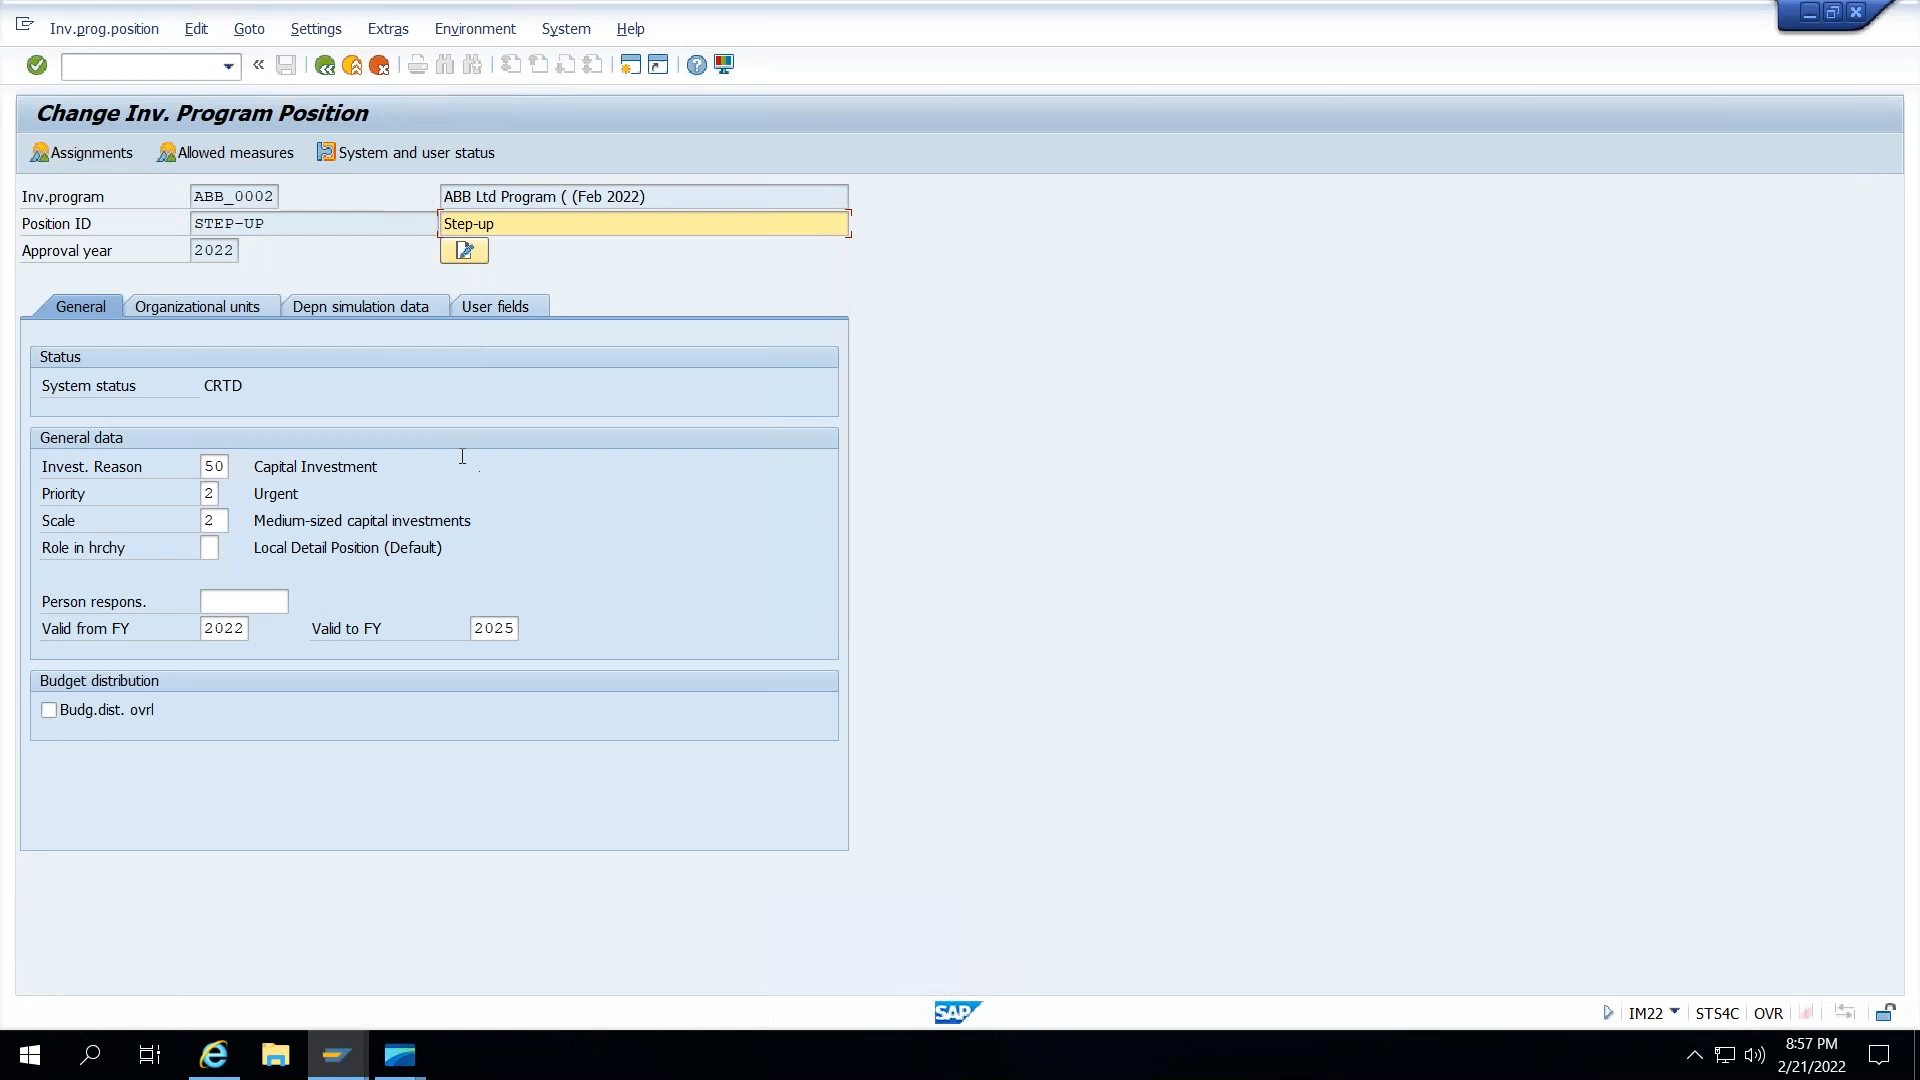 Inv.prog.position Edit Goto Settings Extras Environment System Help
Change Inv. Program Position
Assignments Allowed measures System and user status
Inv.program ABB_0002 ABB Ltd Program ( (Feb 2022)
Position ID STEP-UP Step-up
Approval year 2022
General Organizational units Depn simulation data User fields
Status
System status CRTD
General data
Invest. Reason 50 Capital Investment
Priority 2 Urgent
Scale 2 Medium-sized capital investments
Role in hrchy Local Detail Position (Default)
Person respons.
Valid from FY 2022 Valid to FY 2025
Budget distribution
Budg.dist. ovrl
SAP IM22 STS4C OVR
8:57 PM
2/21/2022